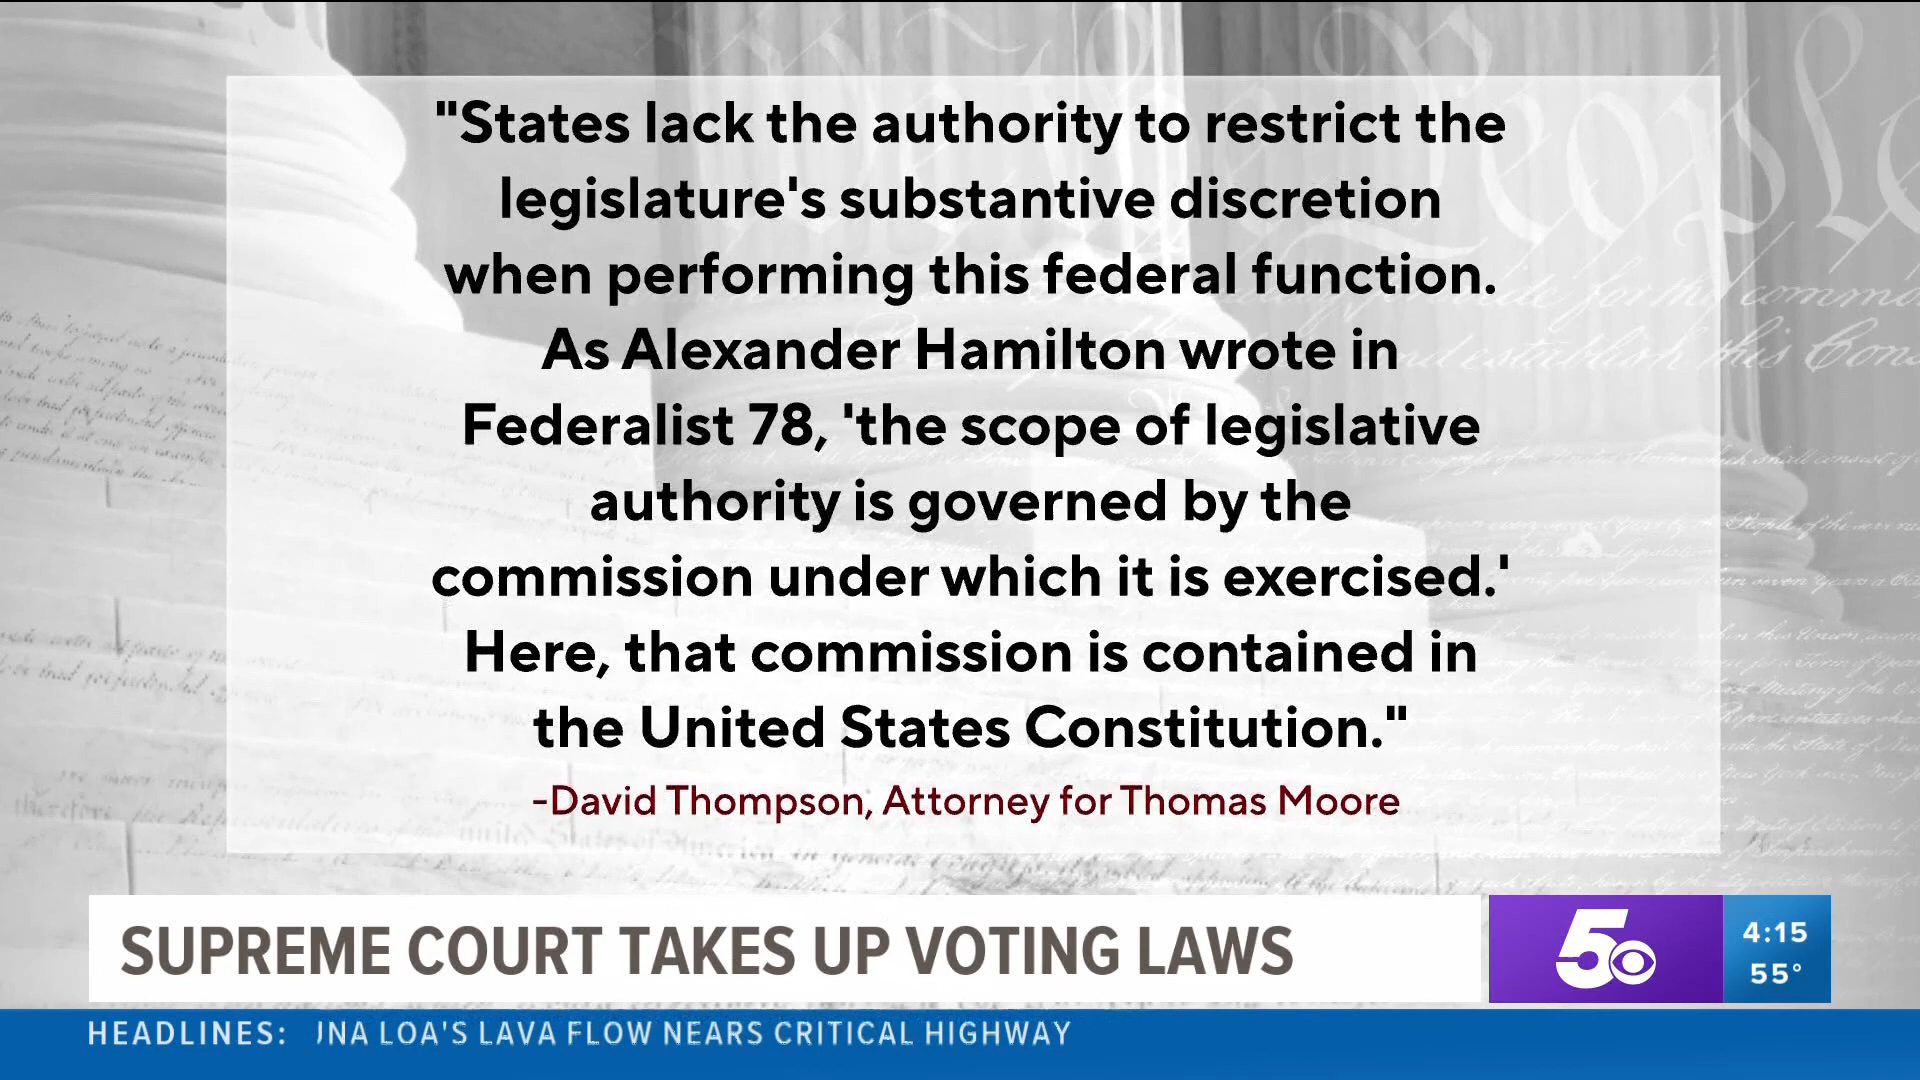 "States lack the authority to restrict the
legislature's substantive discretion
when performing this federal function.
As Alexander Hamilton wrote in
Federalist 78, 'the scope of legislative
authority is governed by the
commission under which it is exercised.'
Here, that commission is contained in
the United States Constitution."
-David Thompson, Attorney for Thomas Moore
SUPREME COURT TAKES UP VOTING LAWS
5
4:15
55°
HEADLINES: LOA'S LAVA FLOW NEARS CRITICAL HIGHWAY